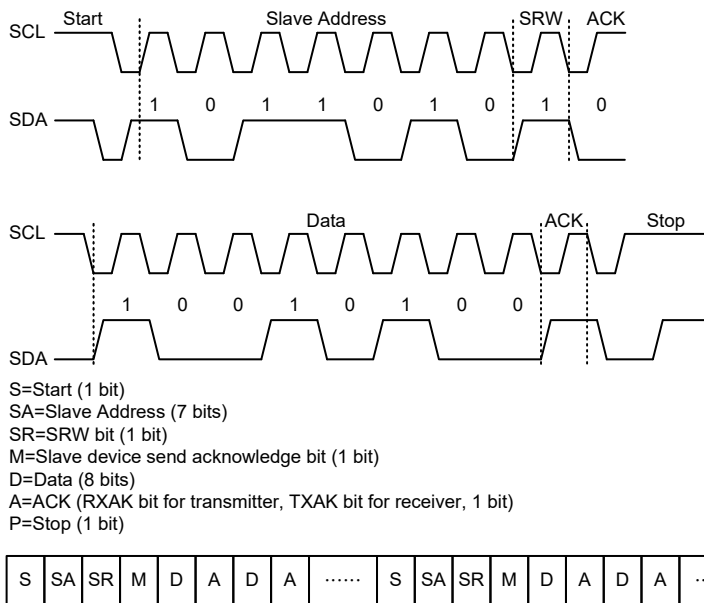 Start Slave Address SRW ACK
SCL
1 0 1 1 0 1 0 1 0
SDA
Data ACK Stop
SCL
1 0 0 1 0 1 0 0
SDA
S=Start (1 bit)
SA=Slave Address (7 bits)
SR=SRW bit (1 bit)
M=Slave device send acknowledge bit (1 bit)
D=Data (8 bits)
A=ACK (RXAK bit for transmitter, TXAK bit for receiver, 1 bit)
P=Stop (1 bit)
S SA SR M D A D A ...... S SA SR M D A D A ..